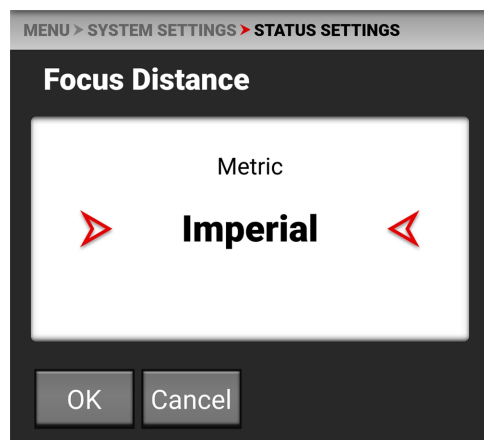 MENU > SYSTEM SETTINGS > STATUS SETTINGS
Focus Distance
Metric
Imperial
OK Cancel